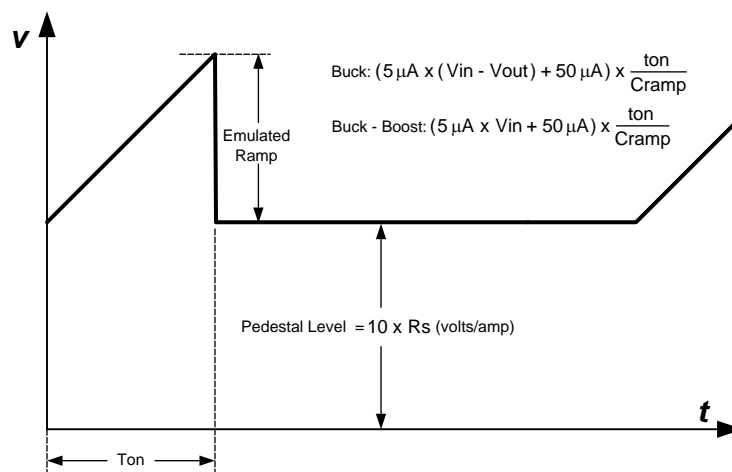 v
Buck: (5 μA x (Vin - Vout) + 50 μA) x ton/Cramp
Emulated
Ramp
Buck - Boost: (5 μA x Vin + 50 μA) x ton/Cramp
Pedestal Level = 10 x Rs (volts/amp)
t
Ton